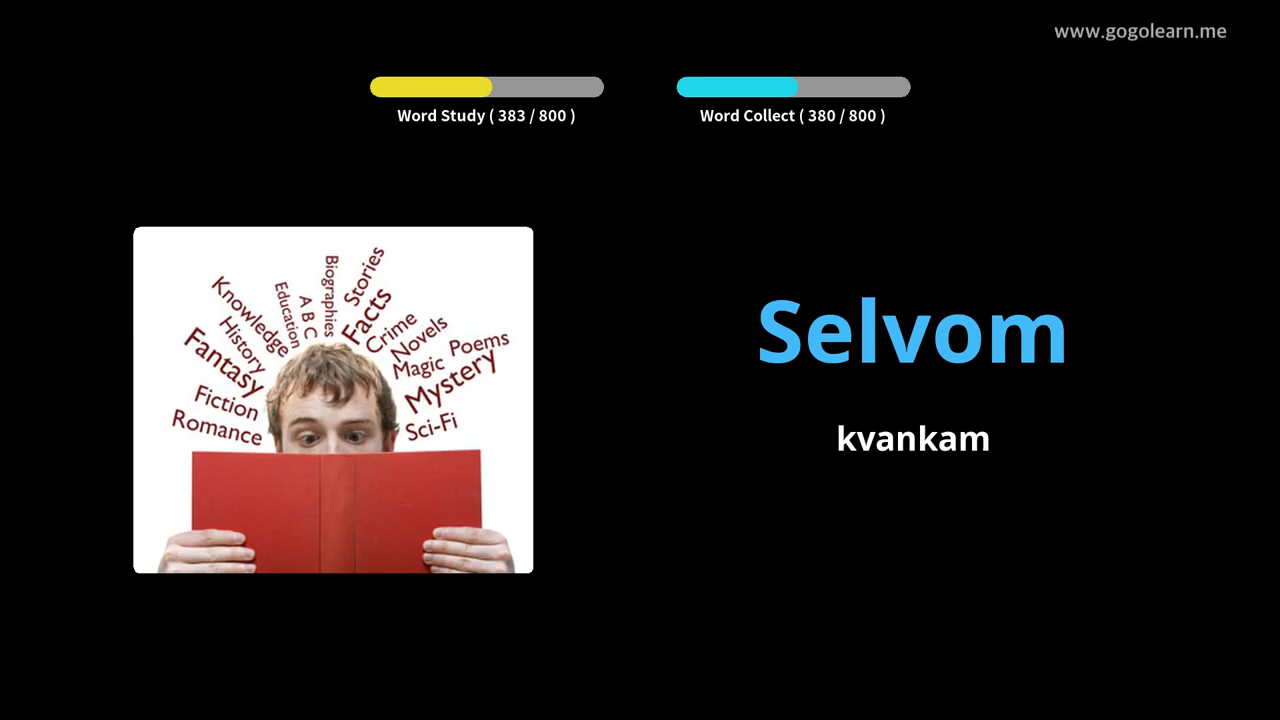 www.gogolearn.me
Word Study ( 383 / 800 )
Word Collect ( 380 / 800 )
Biographies
Stories
Education
A B C
Facts
Knowledge
Crime
History
Novels
Fantasy
Magic
Poems
Mystery
Fiction
Romance
Sci-Fi
Selvom
kvankam